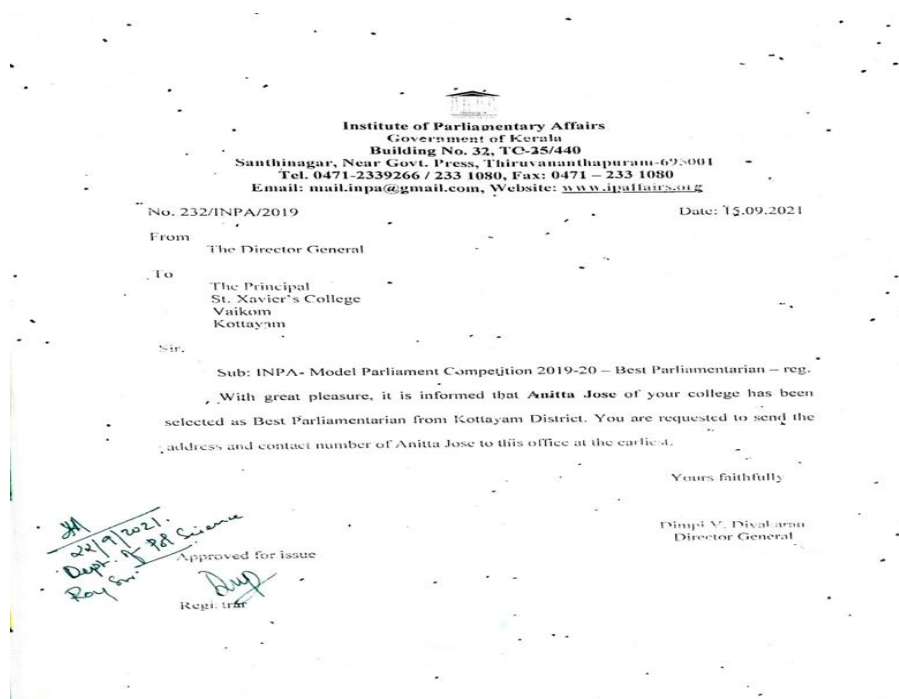 Institute of Parliamentary Affairs
Government of Kerala
Building No. 32, TC-25/440
Santhinagar, Near Govt. Press, Thiruvananthapuram-695001
Tel. 0471-2339266 / 233 1080, Fax: 0471 – 233 1080
Email: mail.inpa@gmail.com, Website: www.ipaffairs.org
No. 232/INPA/2019 Date: 15.09.2021
From
The Director General
To
The Principal
St. Xavier's College
Vaikom
Kottayam
Sir,
Sub: INPA- Model Parliament Competition 2019-20 – Best Parliamentarian – reg.
With great pleasure, it is informed that Anitta Jose of your college has been
selected as Best Parliamentarian from Kottayam District. You are requested to send the
address and contact number of Anitta Jose to this office at the earliest.
Yours faithfully
Dimpi V. Divakaran
Director General
22/9/2021.
Dept. of Pol Science
Roy Sir
Approved for issue
Registrar